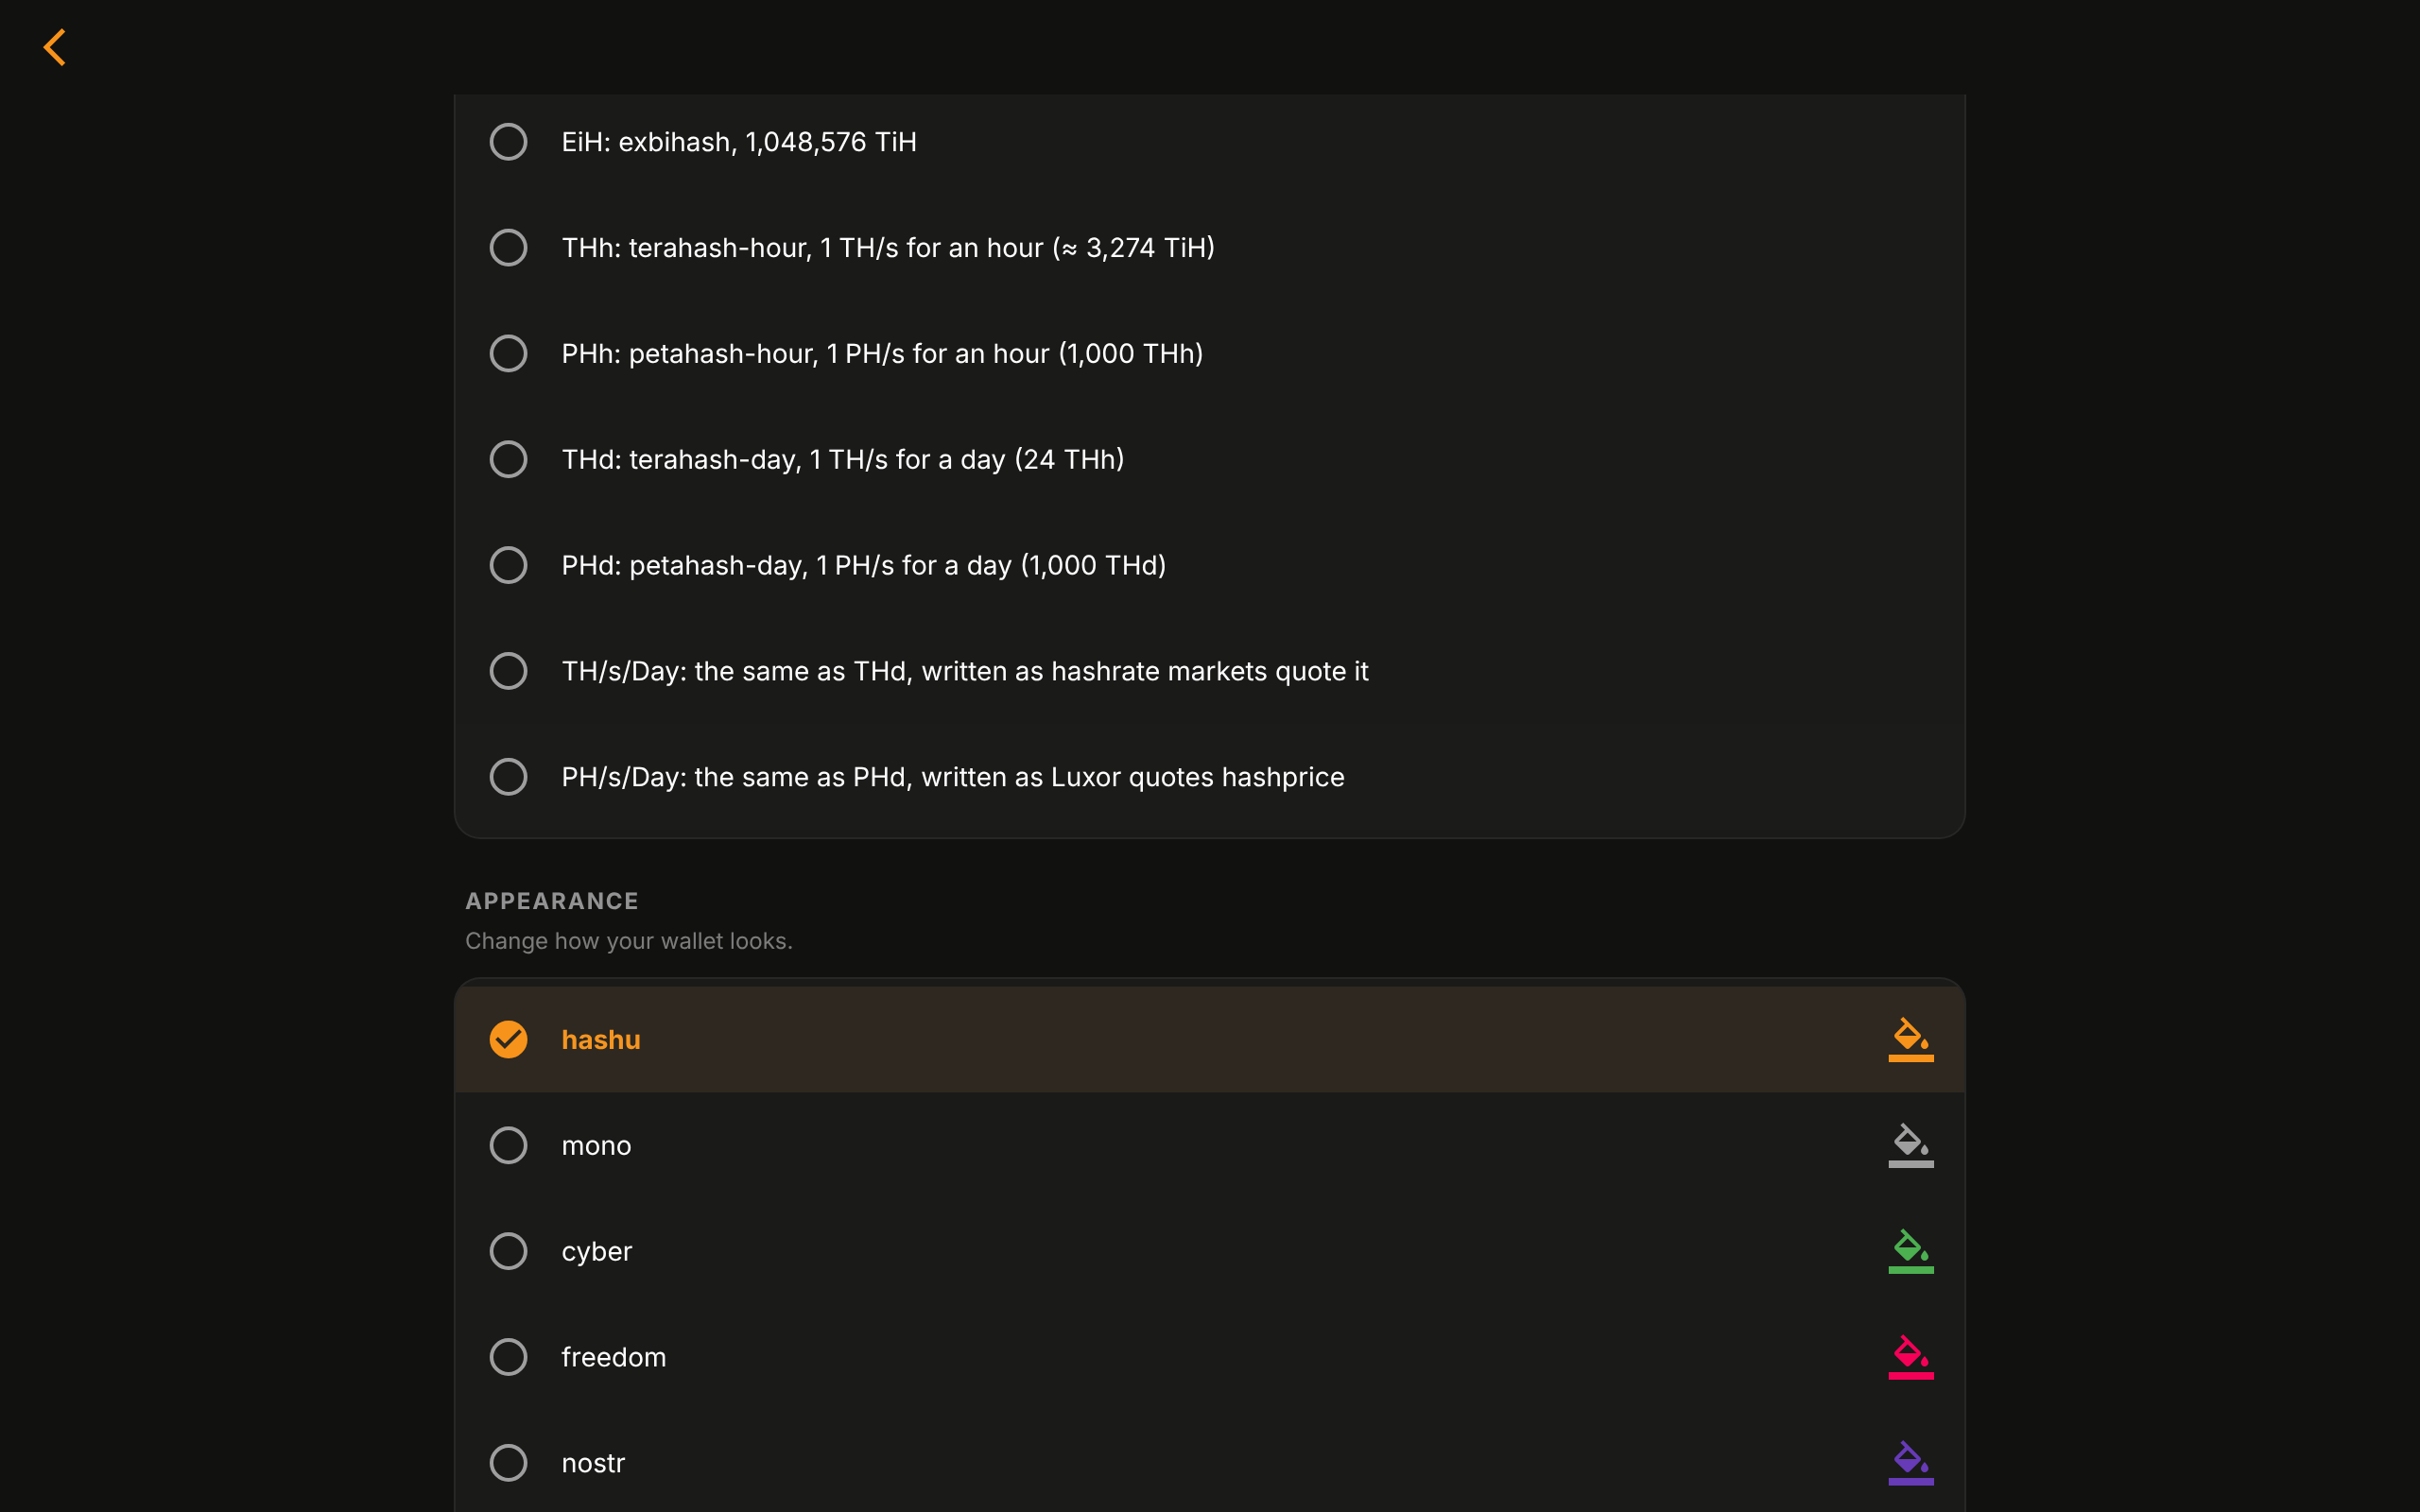 EiH: exbihash, 1,048,576 TiH
THh: terahash-hour, 1 TH/s for an hour (≈ 3,274 TiH)
PHh: petahash-hour, 1 PH/s for an hour (1,000 THh)
THd: terahash-day, 1 TH/s for a day (24 THh)
PHd: petahash-day, 1 PH/s for a day (1,000 THd)
TH/s/Day: the same as THd, written as hashrate markets quote it
PH/s/Day: the same as PHd, written as Luxor quotes hashprice
APPEARANCE
Change how your wallet looks.
hashu
mono
cyber
freedom
nostr